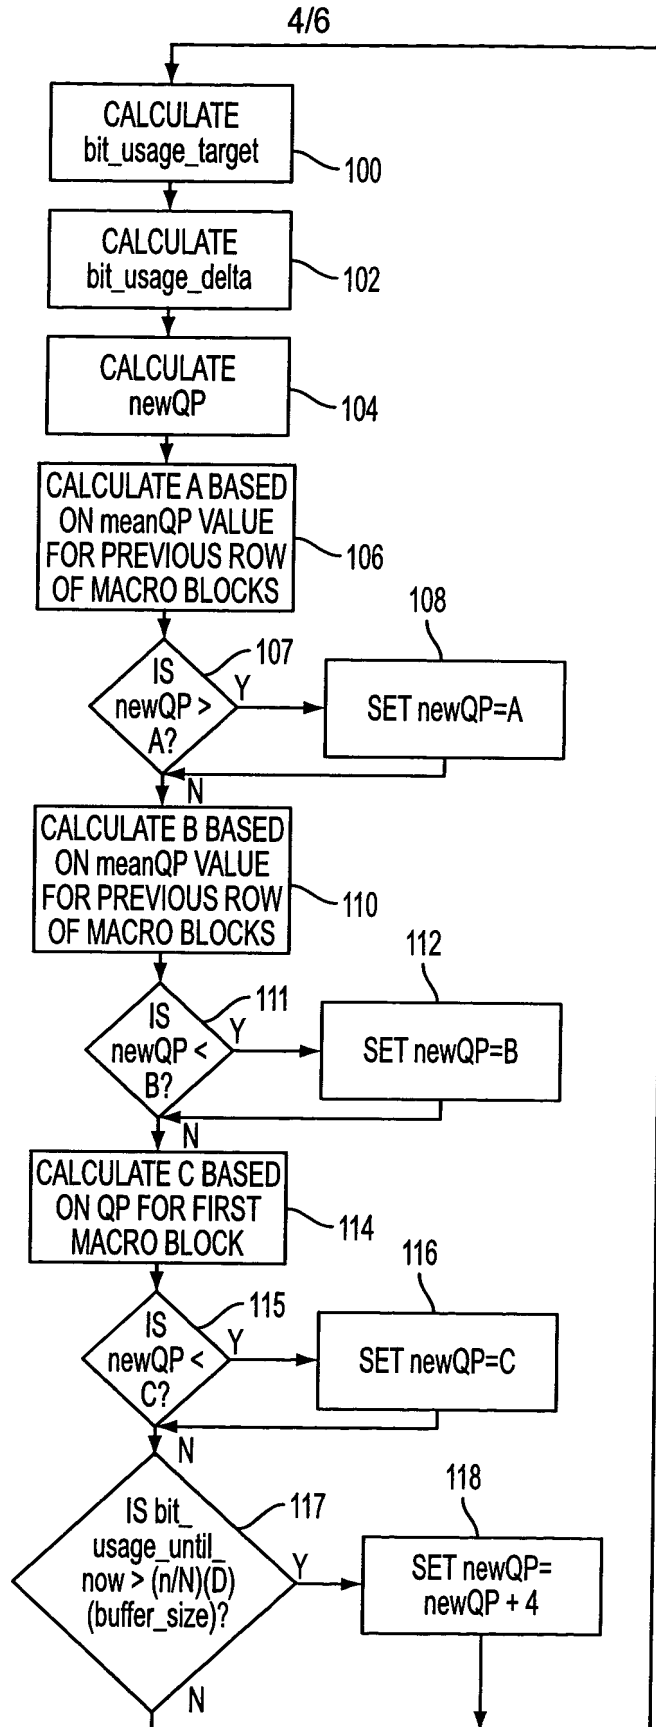 4/6
CALCULATE
bit_usage_target
100
CALCULATE
bit_usage_delta
102
CALCULATE
newQP
104
CALCULATE A BASED
ON meanQP VALUE
FOR PREVIOUS ROW
OF MACRO BLOCKS
106
IS
newQP >
A?
107
Y
108
SET newQP=A
N
CALCULATE B BASED
ON meanQP VALUE
FOR PREVIOUS ROW
OF MACRO BLOCKS
110
IS
newQP <
B?
111
Y
112
SET newQP=B
N
CALCULATE C BASED
ON QP FOR FIRST
MACRO BLOCK
114
IS
newQP <
C?
115
Y
116
SET newQP=C
N
IS bit_
usage_until_
now > (n/N)(D)
(buffer_size)?
117
Y
118
SET newQP=
newQP + 4
N